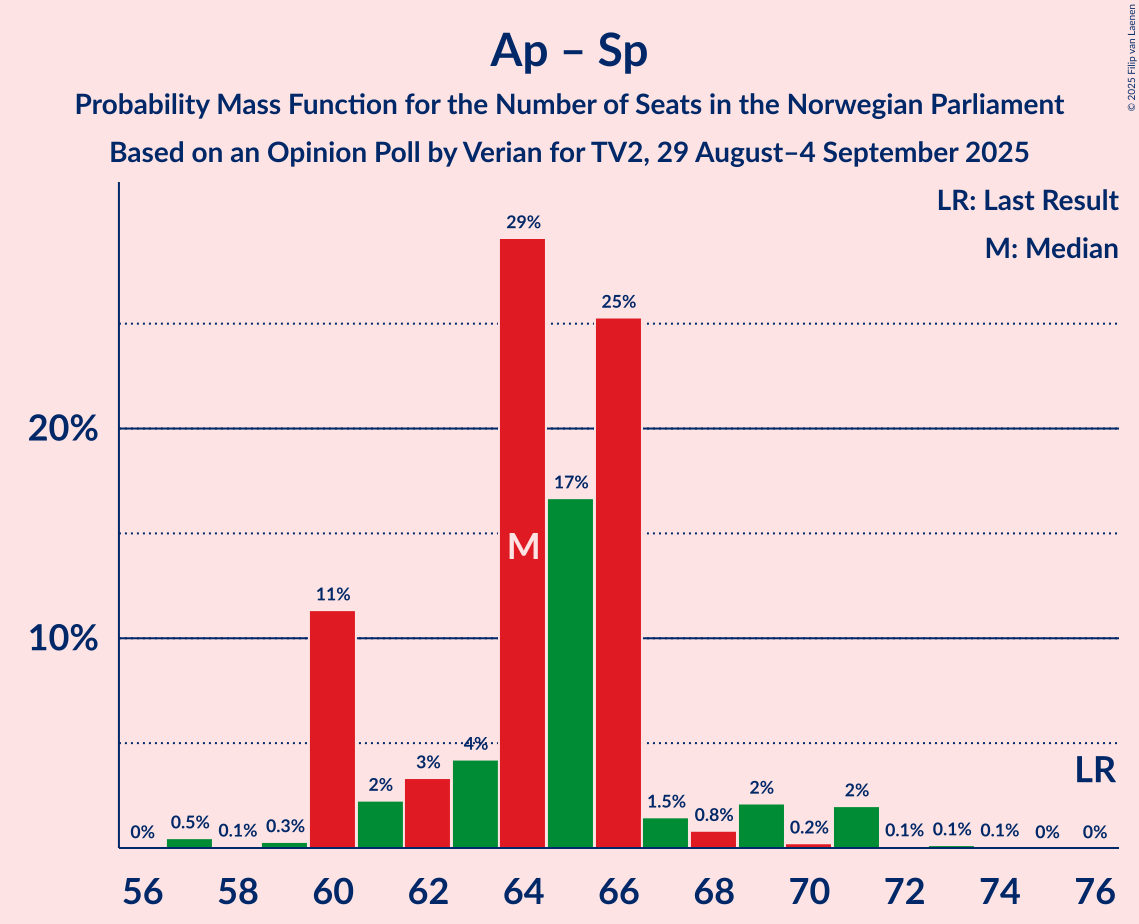 Ap – Sp
Probability Mass Function for the Number of Seats in the Norwegian Parliament
Based on an Opinion Poll by Verian for TV2, 29 August–4 September 2025
© 2025 Filip van Laenen
LR: Last Result
M: Median
20%
10%
0%
0.5%
0.1%
0.3%
11%
2%
3%
4%
29%
17%
25%
1.5%
0.8%
2%
0.2%
2%
0.1%
0.1%
0.1%
0%
0%
M
LR
56 58 60 62 64 66 68 70 72 74 76